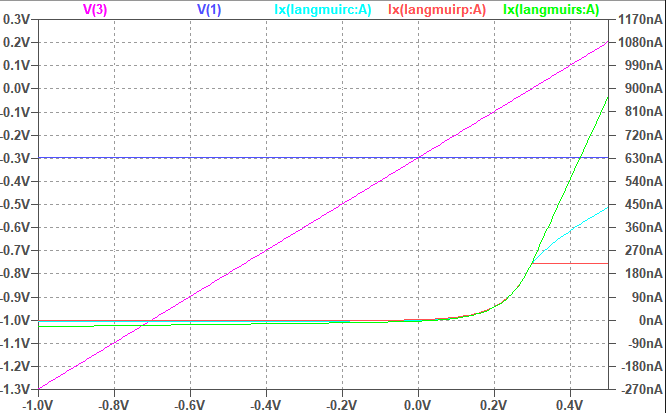 V(3) V(1) Ix(langmuirc:A) Ix(langmuirp:A) Ix(langmuirs:A)
0.3V 1170nA
0.2V 1080nA
0.1V 990nA
0.0V 900nA
-0.1V 810nA
-0.2V 720nA
-0.3V 630nA
-0.4V 540nA
-0.5V 450nA
-0.6V 360nA
-0.7V 270nA
-0.8V 180nA
-0.9V 90nA
-1.0V 0nA
-1.1V -90nA
-1.2V -180nA
-1.3V -270nA
-1.0V -0.8V -0.6V -0.4V -0.2V 0.0V 0.2V 0.4V